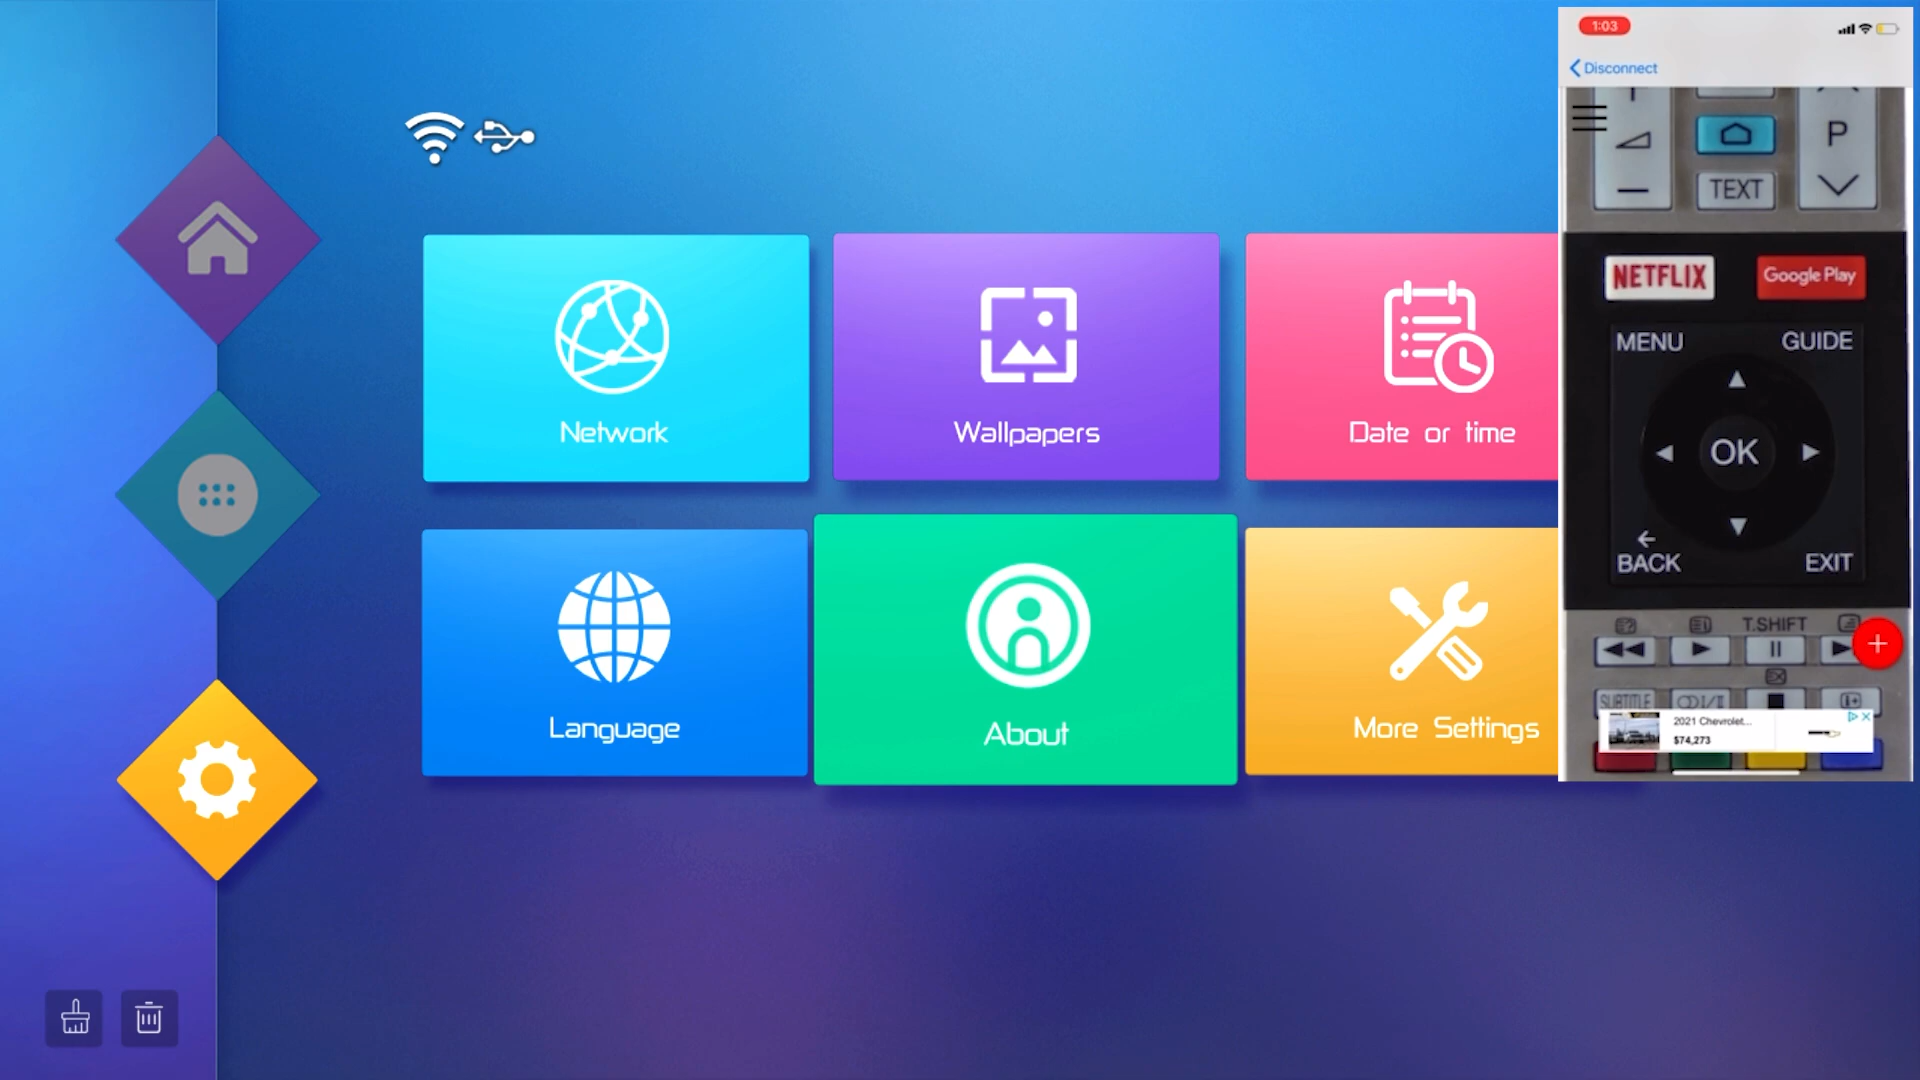 Network
Wallpapers
Date or time
Language
About
More Settings
1:03
Disconnect
P
TEXT
NETFLIX
Google Play
MENU
GUIDE
OK
BACK
EXIT
T.SHIFT
SUBTITLE
2021 Chevrolet...
$74,273